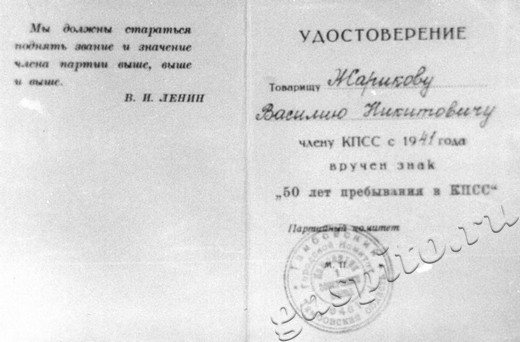 Мы должны стараться
поднять звание и значение
члена партии выше, выше
и выше.
В. И. ЛЕНИН
УДОСТОВЕРЕНИЕ
Товарищу Жарикову
Василию Никитовичу
члену КПСС с 1941 года
вручен знак
„50 лет пребывания в КПСС“
Партийный комитет
М. П.
gaspito.ru